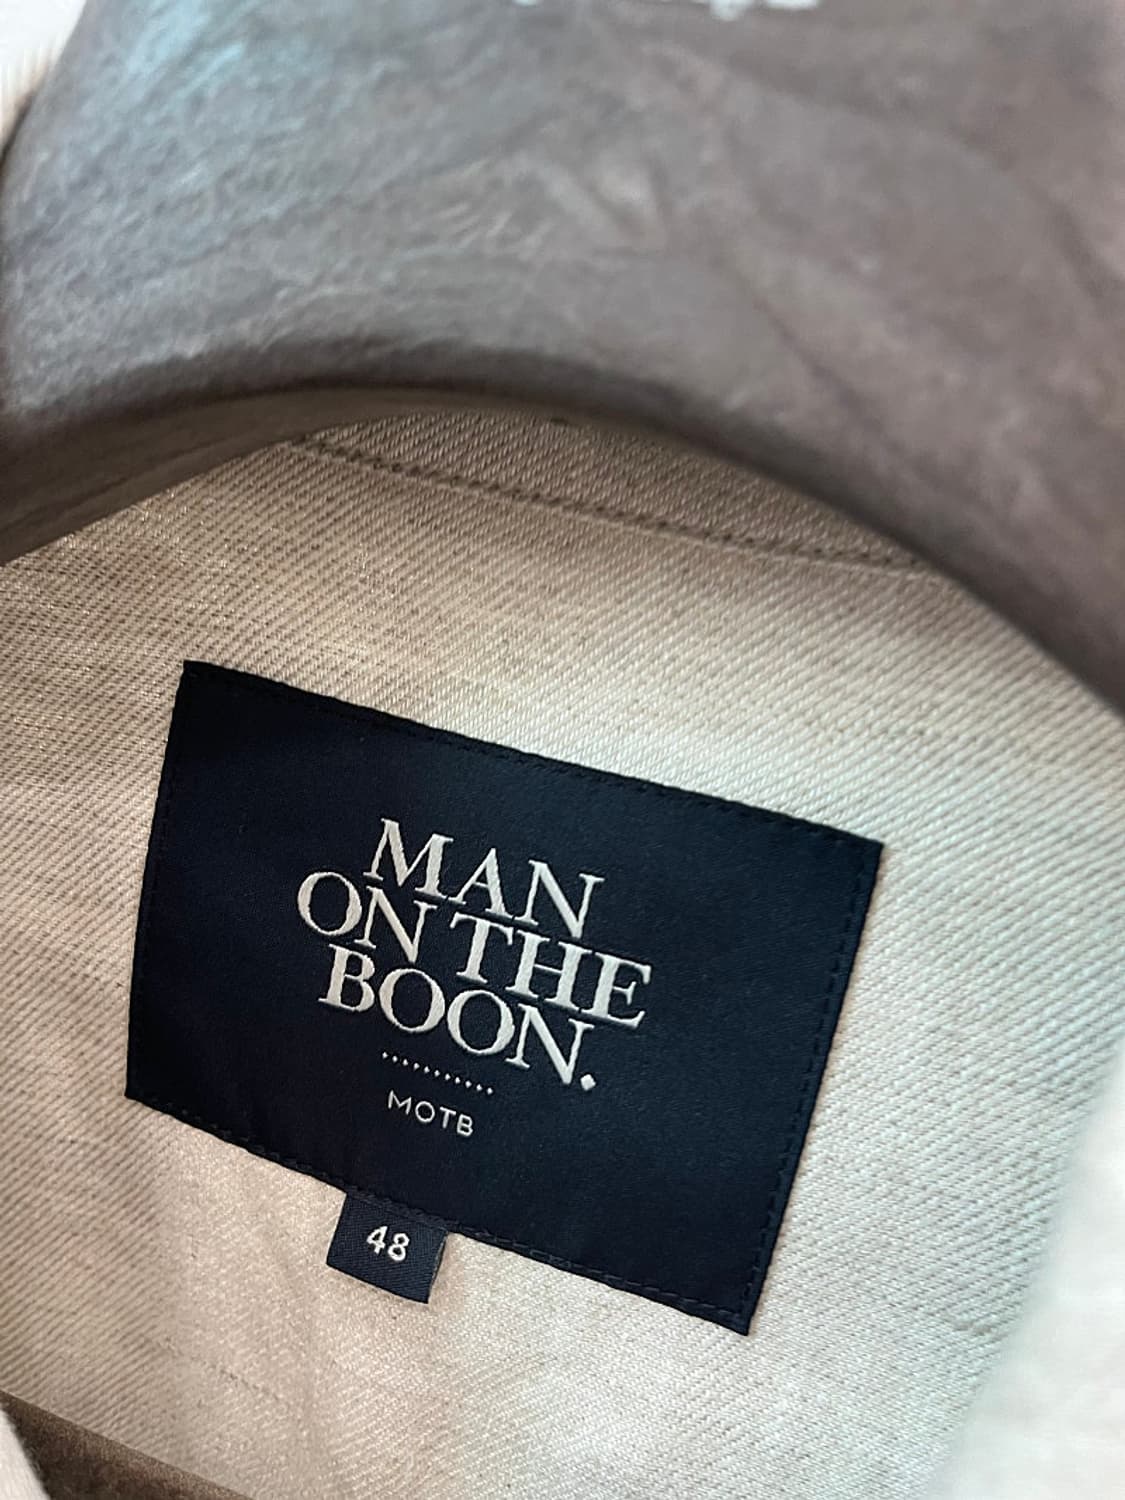 MAN
ON THE
BOON.
MOTB
48